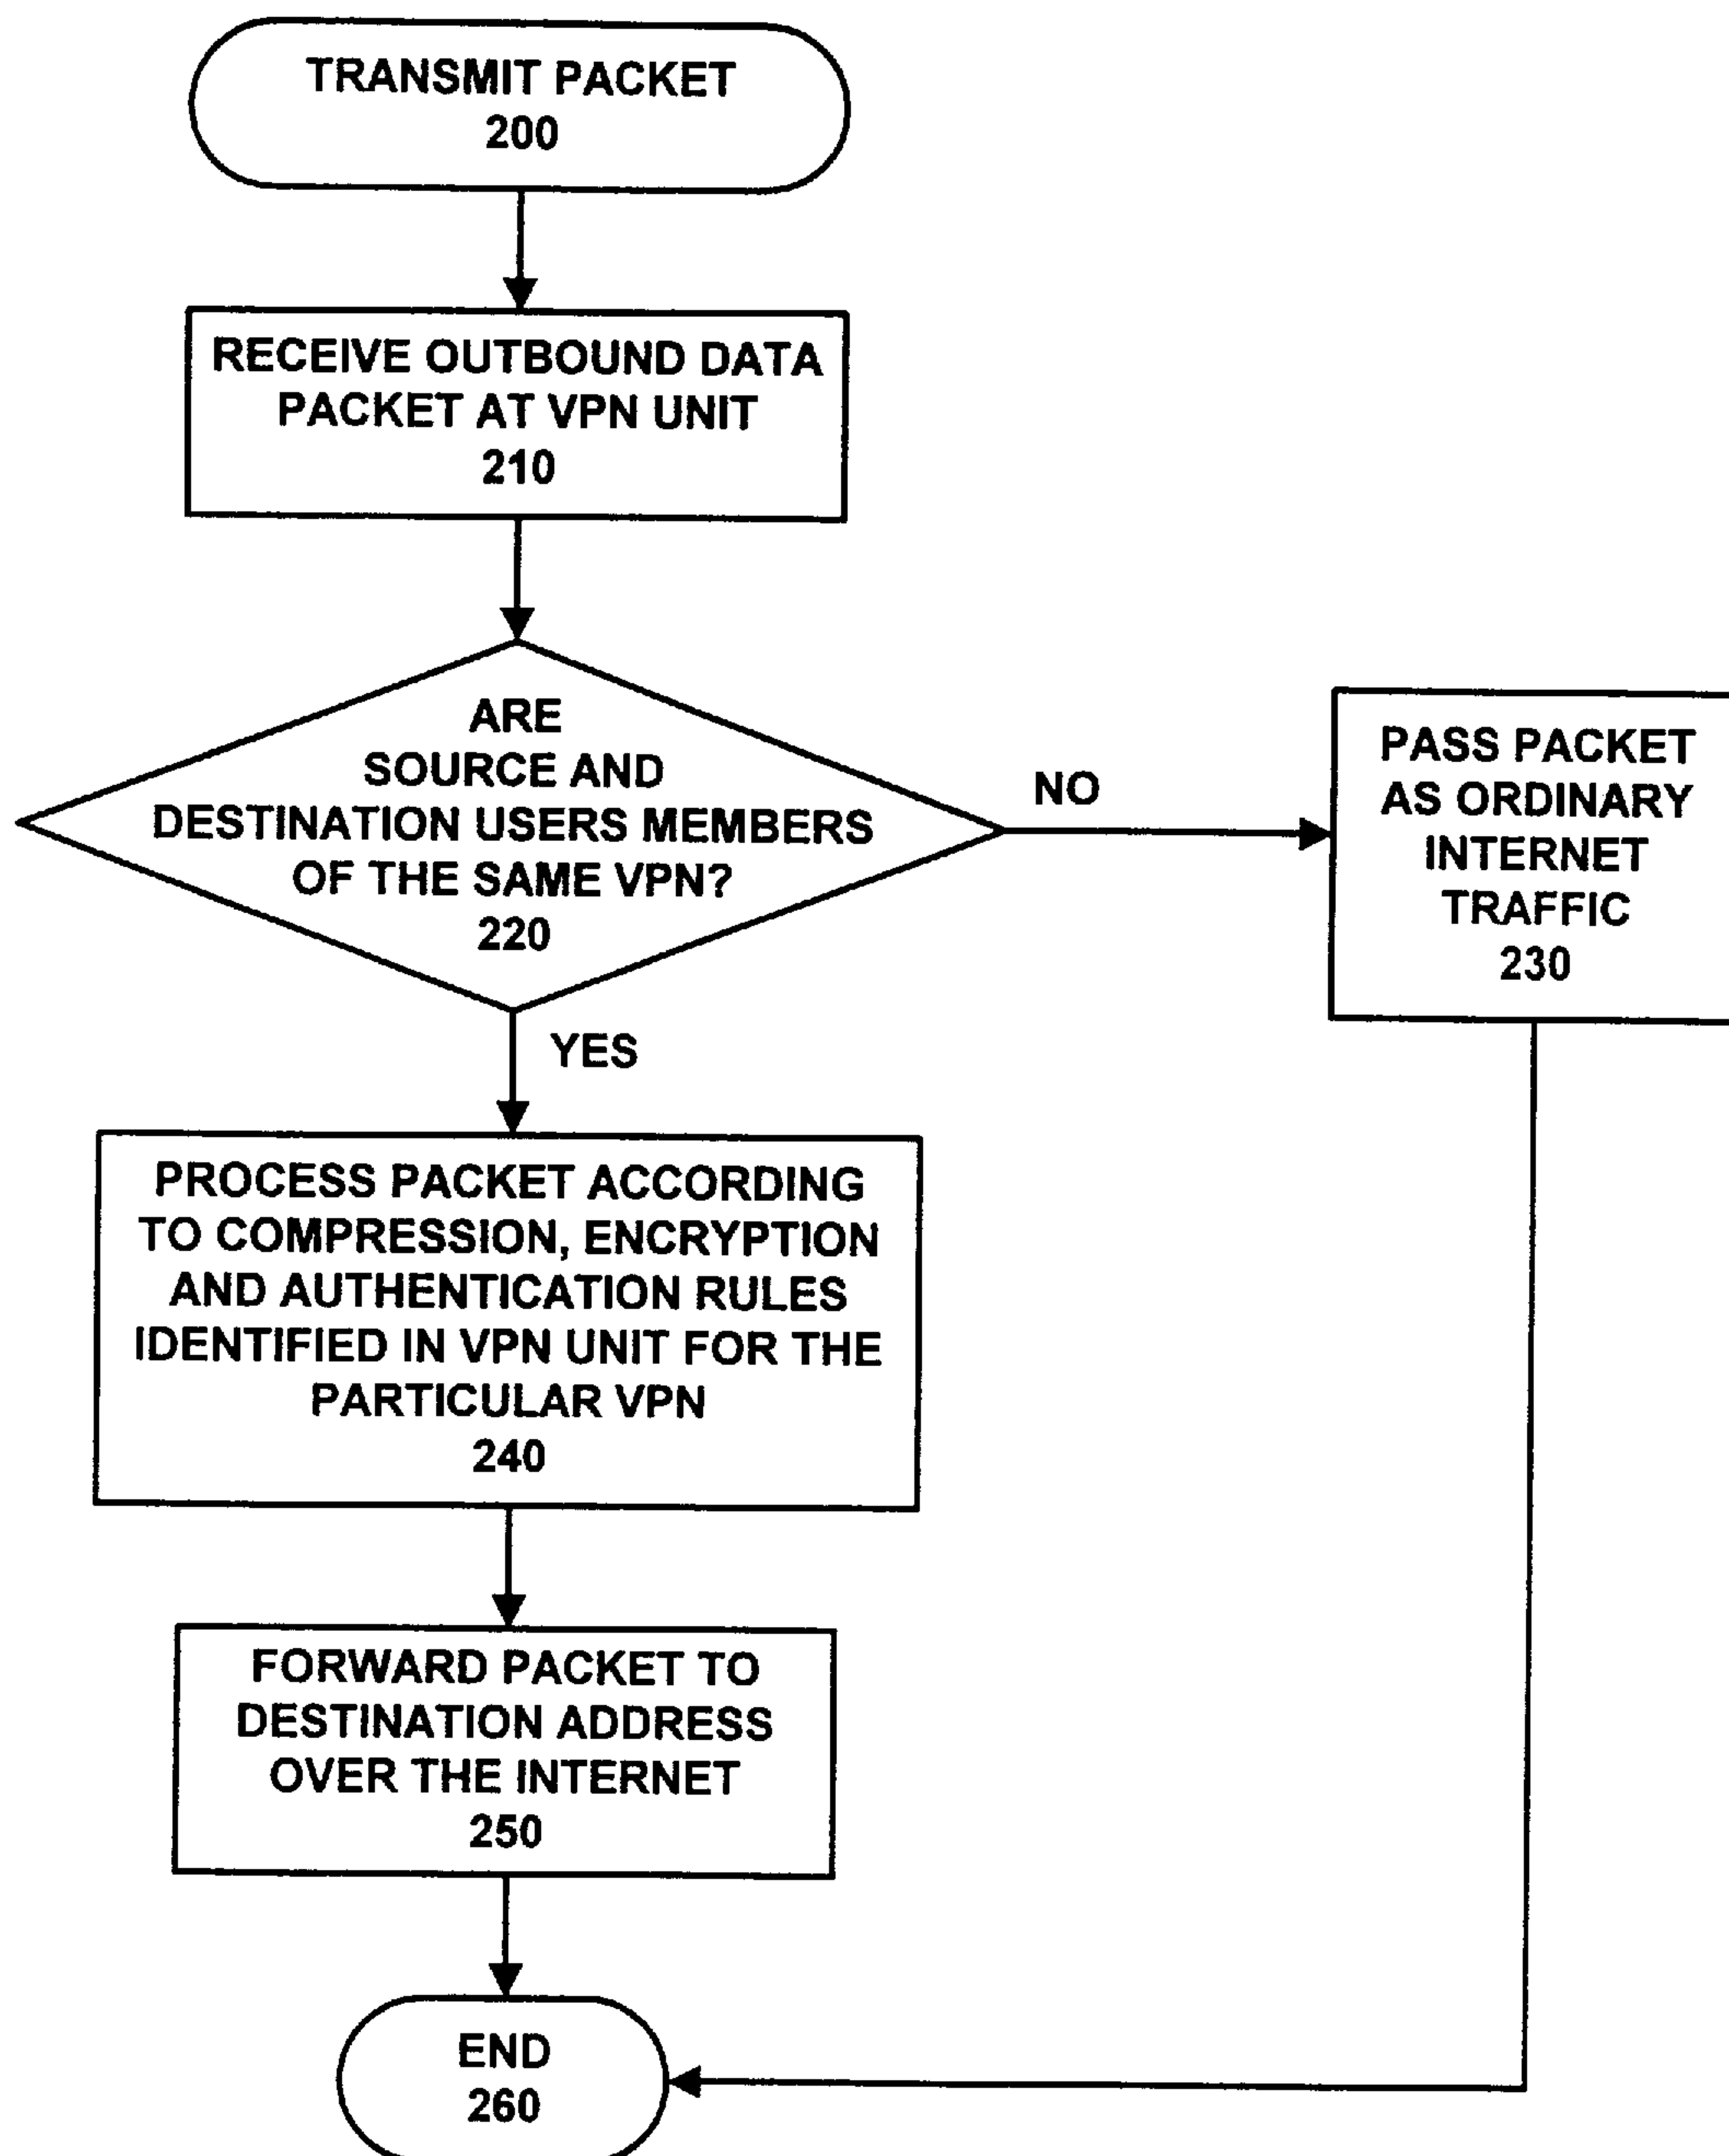 TRANSMIT PACKET
200
RECEIVE OUTBOUND DATA
PACKET AT VPN UNIT
210
ARE
SOURCE AND
DESTINATION USERS MEMBERS
OF THE SAME VPN?
220
NO
PASS PACKET
AS ORDINARY
INTERNET
TRAFFIC
230
YES
PROCESS PACKET ACCORDING
TO COMPRESSION, ENCRYPTION
AND AUTHENTICATION RULES
IDENTIFIED IN VPN UNIT FOR THE
PARTICULAR VPN
240
FORWARD PACKET TO
DESTINATION ADDRESS
OVER THE INTERNET
250
END
260